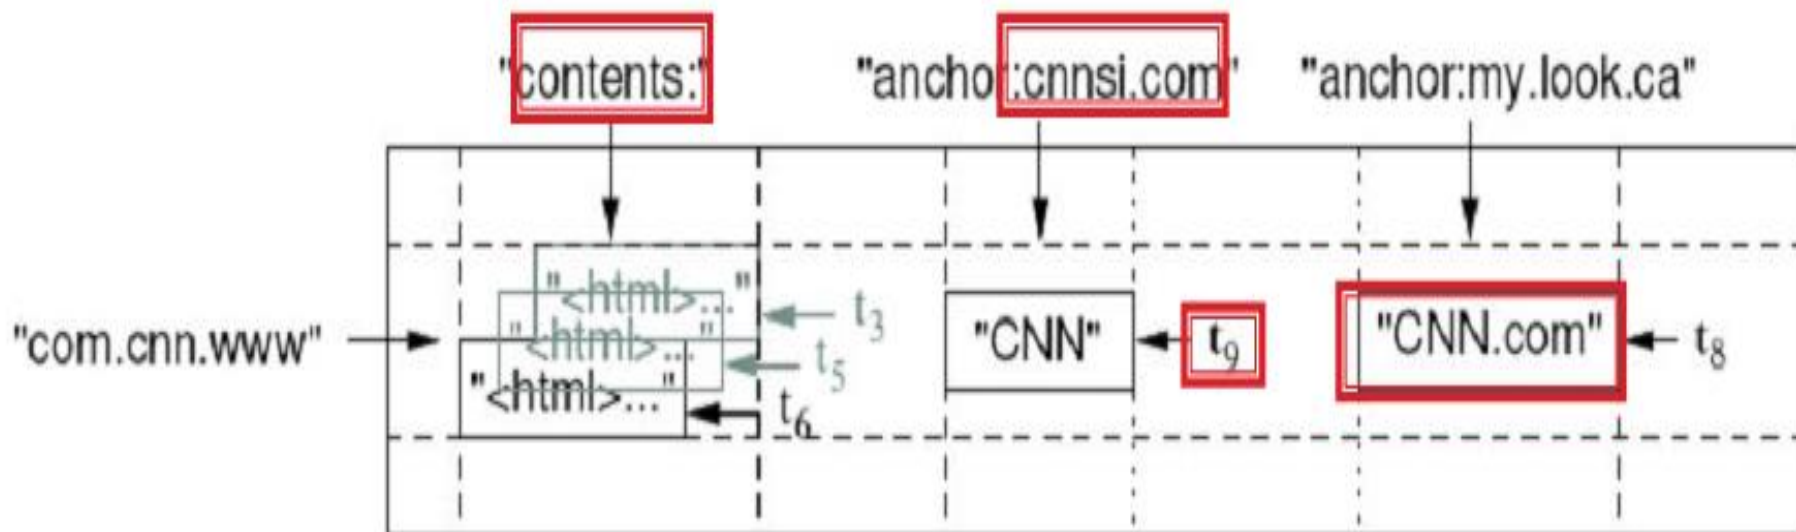 "contents:" "anchor:cnnsi.com" "anchor:my.look.ca"
"<html>..." t3
"com.cnn.www" "<html>..." "CNN" t9 "CNN.com" t8
t5
"<html>..." t6